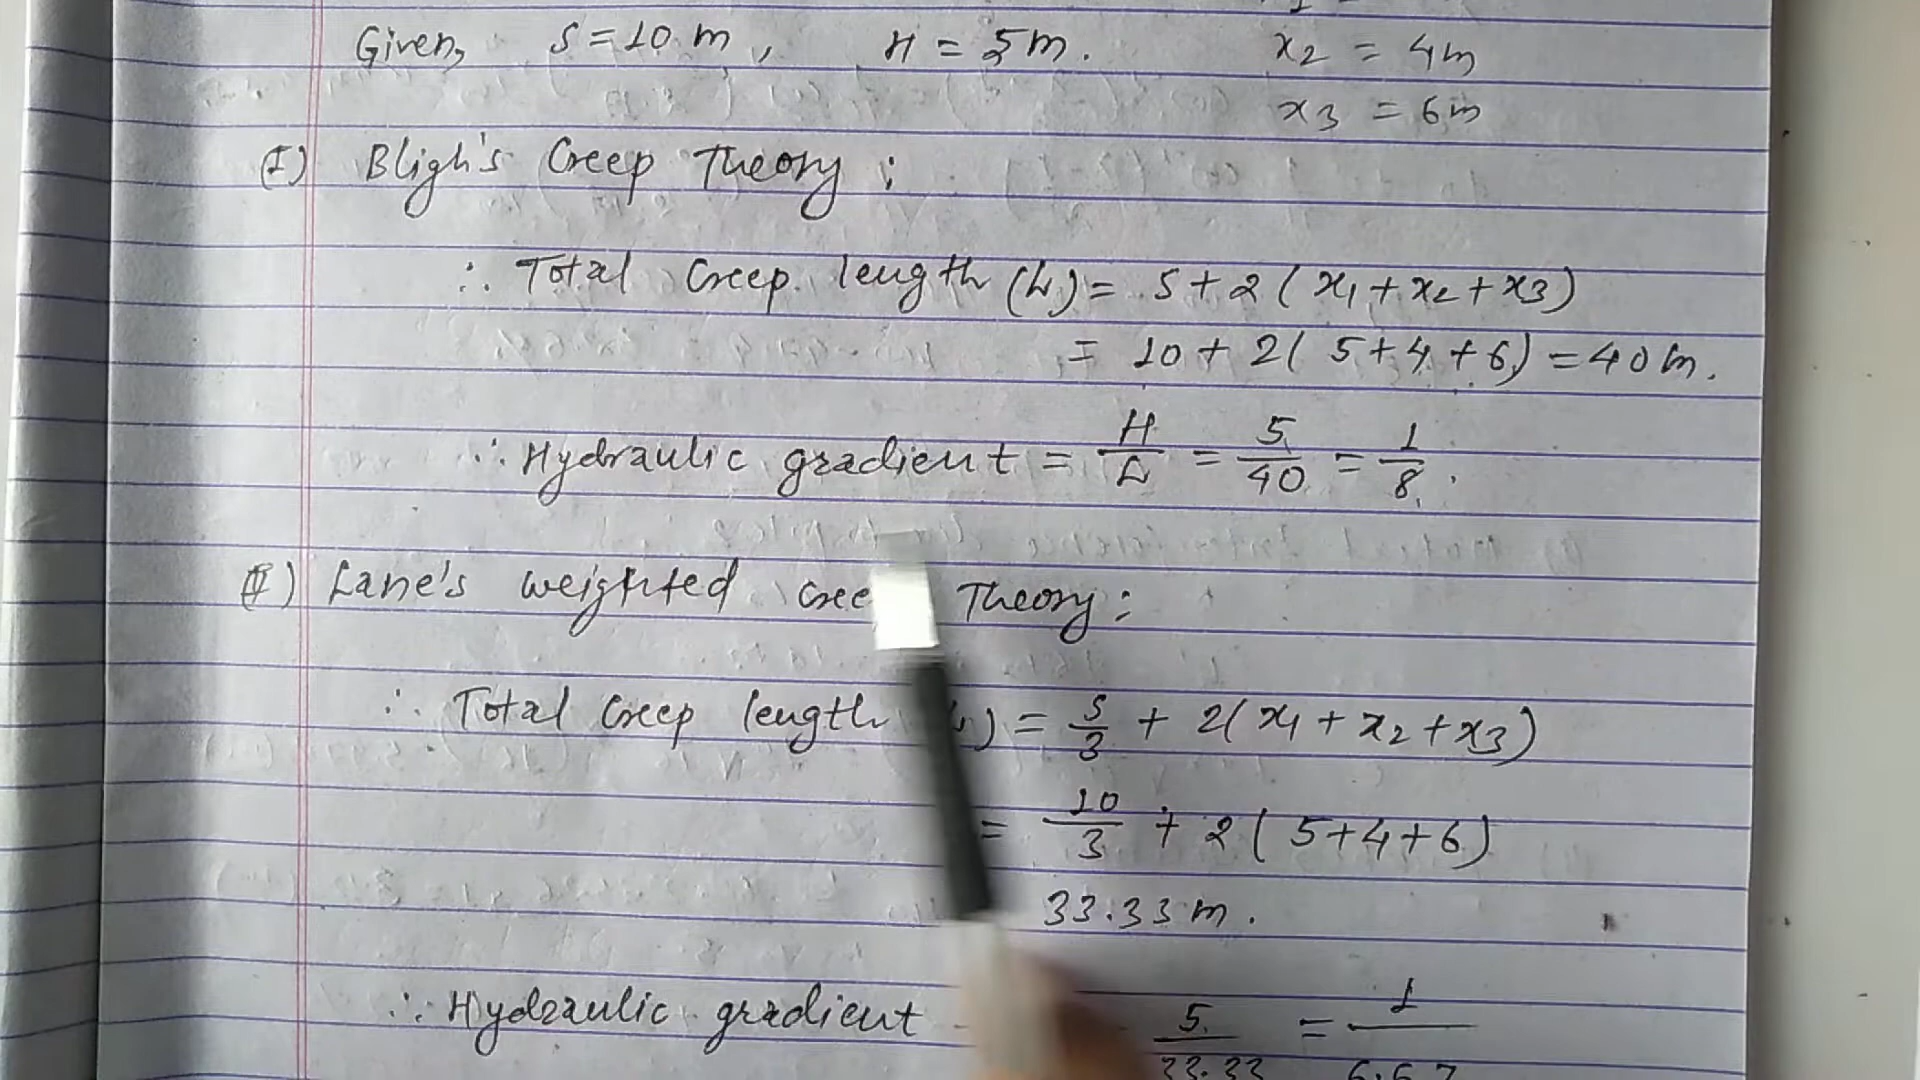 Given, S = 10 m, H = 5m. x2 = 4m
x3 = 6m
(I) Bligh's Creep Theory:
∴ Total Creep length (L) = S + 2(x1 + x2 + x3)
= 10 + 2(5+4+6) = 40m.
∴ Hydraulic gradient = H/L = 5/40 = 1/8.
(II) Lane's weighted Theory:
∴ Total Creep length = S/3 + 2(x1 + x2 + x3)
= 10/3 + 2(5+4+6)
33.33 m.
∴ Hydraulic gradient 5/33.33 = 1/6.67